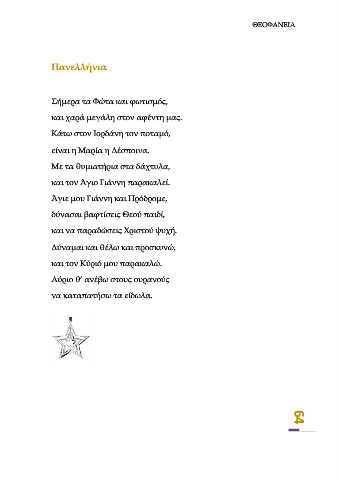 ΘΕΟΦΑΝΕΙΑ
Πανελλήνια
Σήμερα τα Φώτα και φωτισμός,
και χαρά μεγάλη στον αφέντη μας.
Κάτω στον Ιορδάνη τον ποταμό,
είναι η Μαρία η Δέσποινα.
Με τα θυμιατήρια στα δάχτυλα,
και τον Άγιο Γιάννη παρακαλεί.
Άγιε μου Γιάννη και Πρόδρομε,
δύνασαι βαφτίσεις Θεού παιδί,
και να παραδώσεις Χριστού ψυχή.
Δύναμαι και θέλω και προσκυνώ,
και τον Κύριό μου παρακαλώ.
Αύριο θ' ανέβω στους ουρανούς
να καταπατήσω τα είδωλα.
64